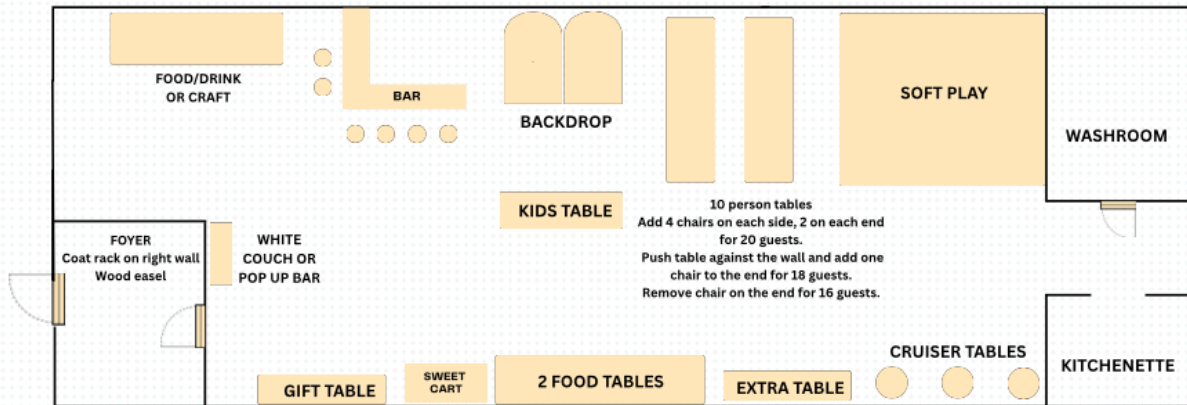 FOOD/DRINK
OR CRAFT
BAR
BACKDROP
SOFT PLAY
WASHROOM
KIDS TABLE
10 person tables
Add 4 chairs on each side, 2 on each end
for 20 guests.
Push table against the wall and add one
chair to the end for 18 guests.
Remove chair on the end for 16 guests.
FOYER
Coat rack on right wall
Wood easel
WHITE
COUCH OR
POP UP BAR
GIFT TABLE
SWEET
CART
2 FOOD TABLES
EXTRA TABLE
CRUISER TABLES
KITCHENETTE